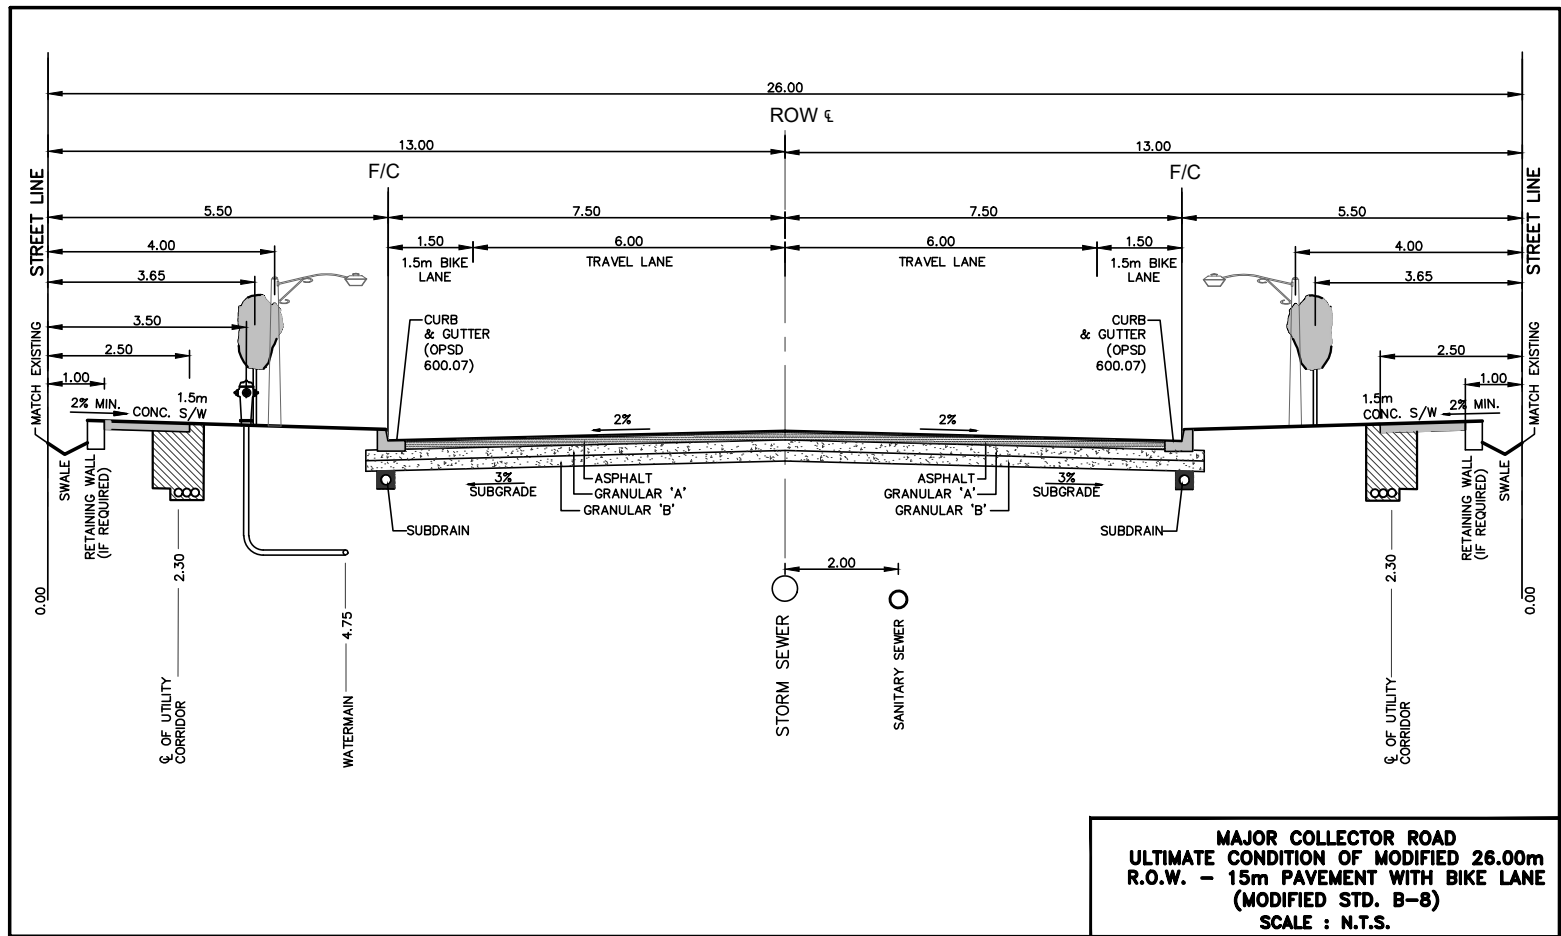 26.00
ROW ℄
13.00
13.00
F/C
F/C
STREET LINE
STREET LINE
5.50
7.50
7.50
5.50
4.00
1.50
6.00
6.00
1.50
4.00
1.5m BIKE
LANE
TRAVEL LANE
TRAVEL LANE
1.5m BIKE
LANE
3.65
3.65
3.50
CURB
& GUTTER
(OPSD
600.07)
CURB
& GUTTER
(OPSD
600.07)
MATCH EXISTING
MATCH EXISTING
2.50
2.50
1.00
1.00
2% MIN.
1.5m
CONC. S/W
1.5m
CONC. S/W
2% MIN.
2%
2%
SWALE
RETAINING WALL
(IF REQUIRED)
3%
SUBGRADE
ASPHALT
GRANULAR 'A'
GRANULAR 'B'
ASPHALT
GRANULAR 'A'
GRANULAR 'B'
3%
SUBGRADE
RETAINING WALL
(IF REQUIRED)
SWALE
SUBDRAIN
SUBDRAIN
0.00
2.30
4.75
2.00
2.30
0.00
℄ OF UTILITY
CORRIDOR
WATERMAIN
STORM SEWER
SANITARY SEWER
℄ OF UTILITY
CORRIDOR
MAJOR COLLECTOR ROAD
ULTIMATE CONDITION OF MODIFIED 26.00m
R.O.W. - 15m PAVEMENT WITH BIKE LANE
(MODIFIED STD. B-8)
SCALE : N.T.S.